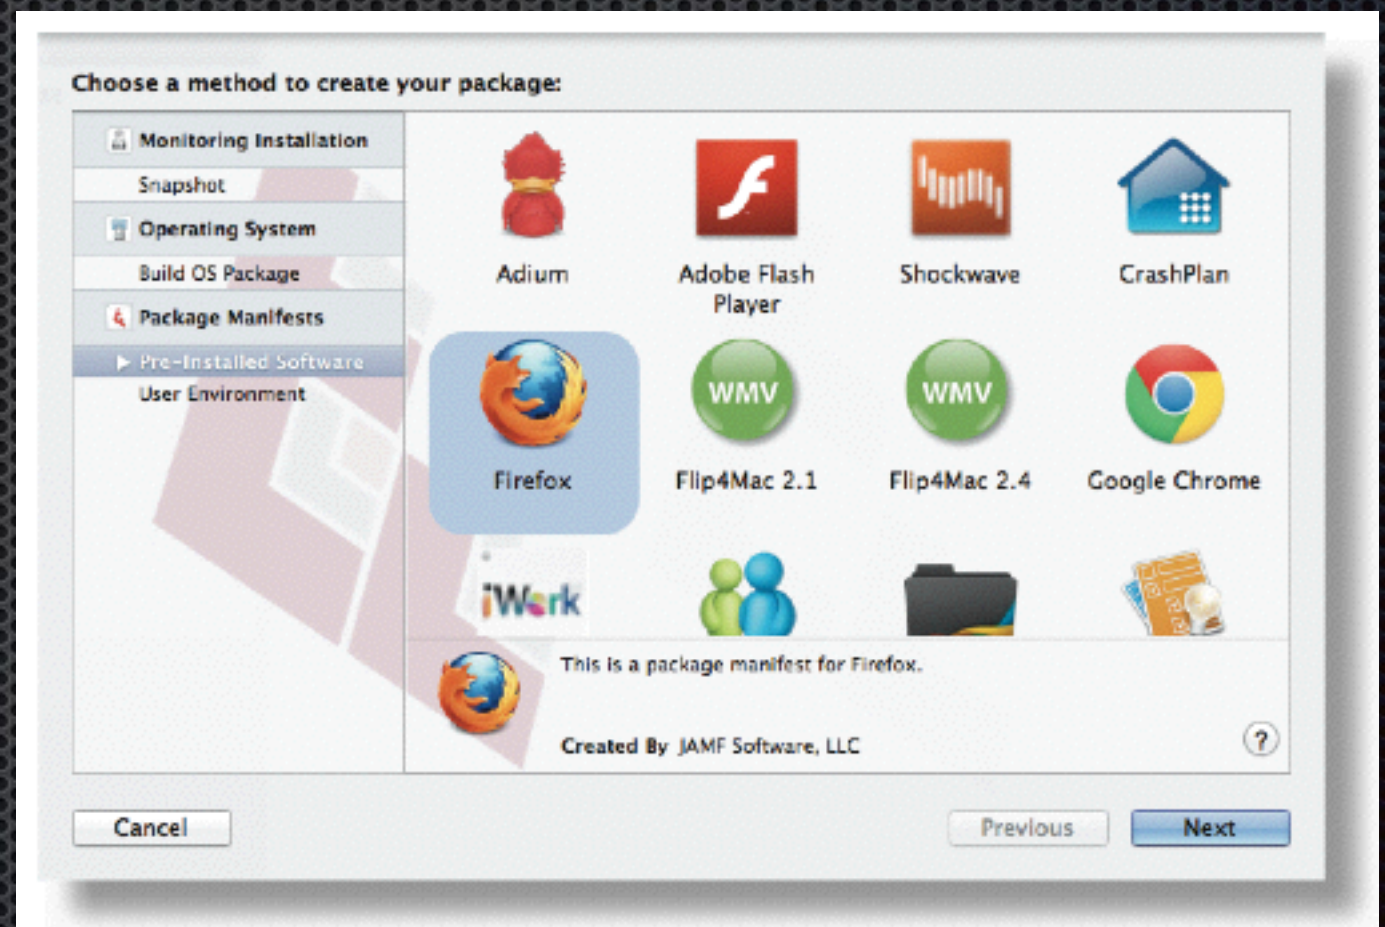 Choose a method to create your package:
Monitoring Installation
Snapshot
Operating System
Build OS Package
Package Manifests
Pre-Installed Software
User Environment
Adium
Adobe Flash
Player
Shockwave
CrashPlan
WMV
WMV
Firefox
Flip4Mac 2.1
Flip4Mac 2.4
Google Chrome
iWork
This is a package manifest for Firefox.
Created By JAMF Software, LLC
?
Cancel
Previous
Next